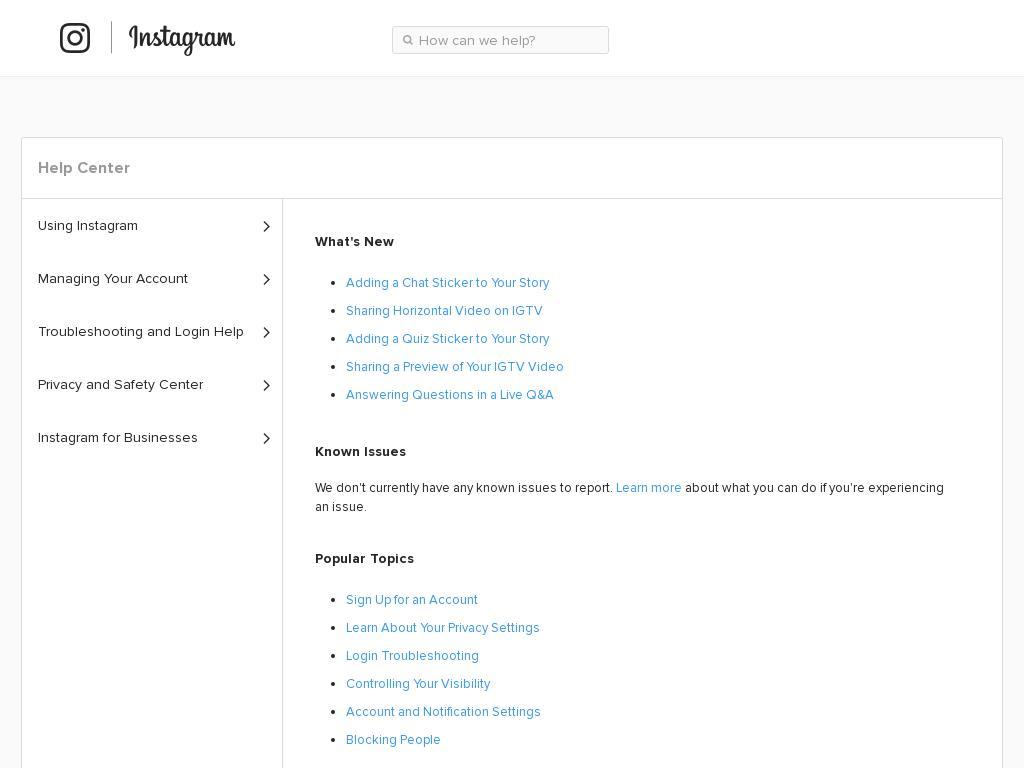 Instagram
How can we help?
Help Center
Using Instagram
Managing Your Account
Troubleshooting and Login Help
Privacy and Safety Center
Instagram for Businesses
What's New
Adding a Chat Sticker to Your Story
Sharing Horizontal Video on IGTV
Adding a Quiz Sticker to Your Story
Sharing a Preview of Your IGTV Video
Answering Questions in a Live Q&A
Known Issues
We don't currently have any known issues to report. Learn more about what you can do if you're experiencing
an issue.
Popular Topics
Sign Up for an Account
Learn About Your Privacy Settings
Login Troubleshooting
Controlling Your Visibility
Account and Notification Settings
Blocking People